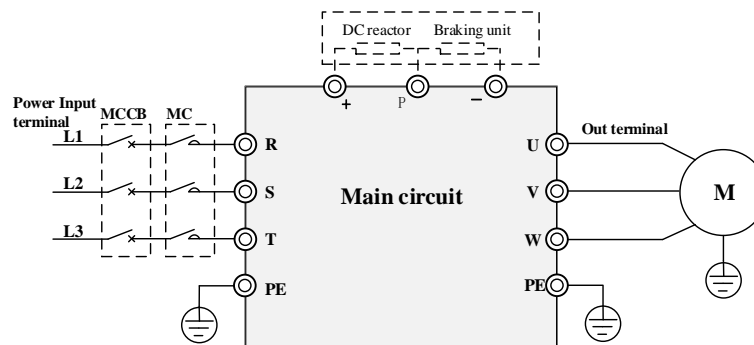 DC reactor Braking unit
+ P −
Power Input
terminal
MCCB MC
L1 R U Out terminal
L2 S Main circuit V M
L3 T W
PE PE